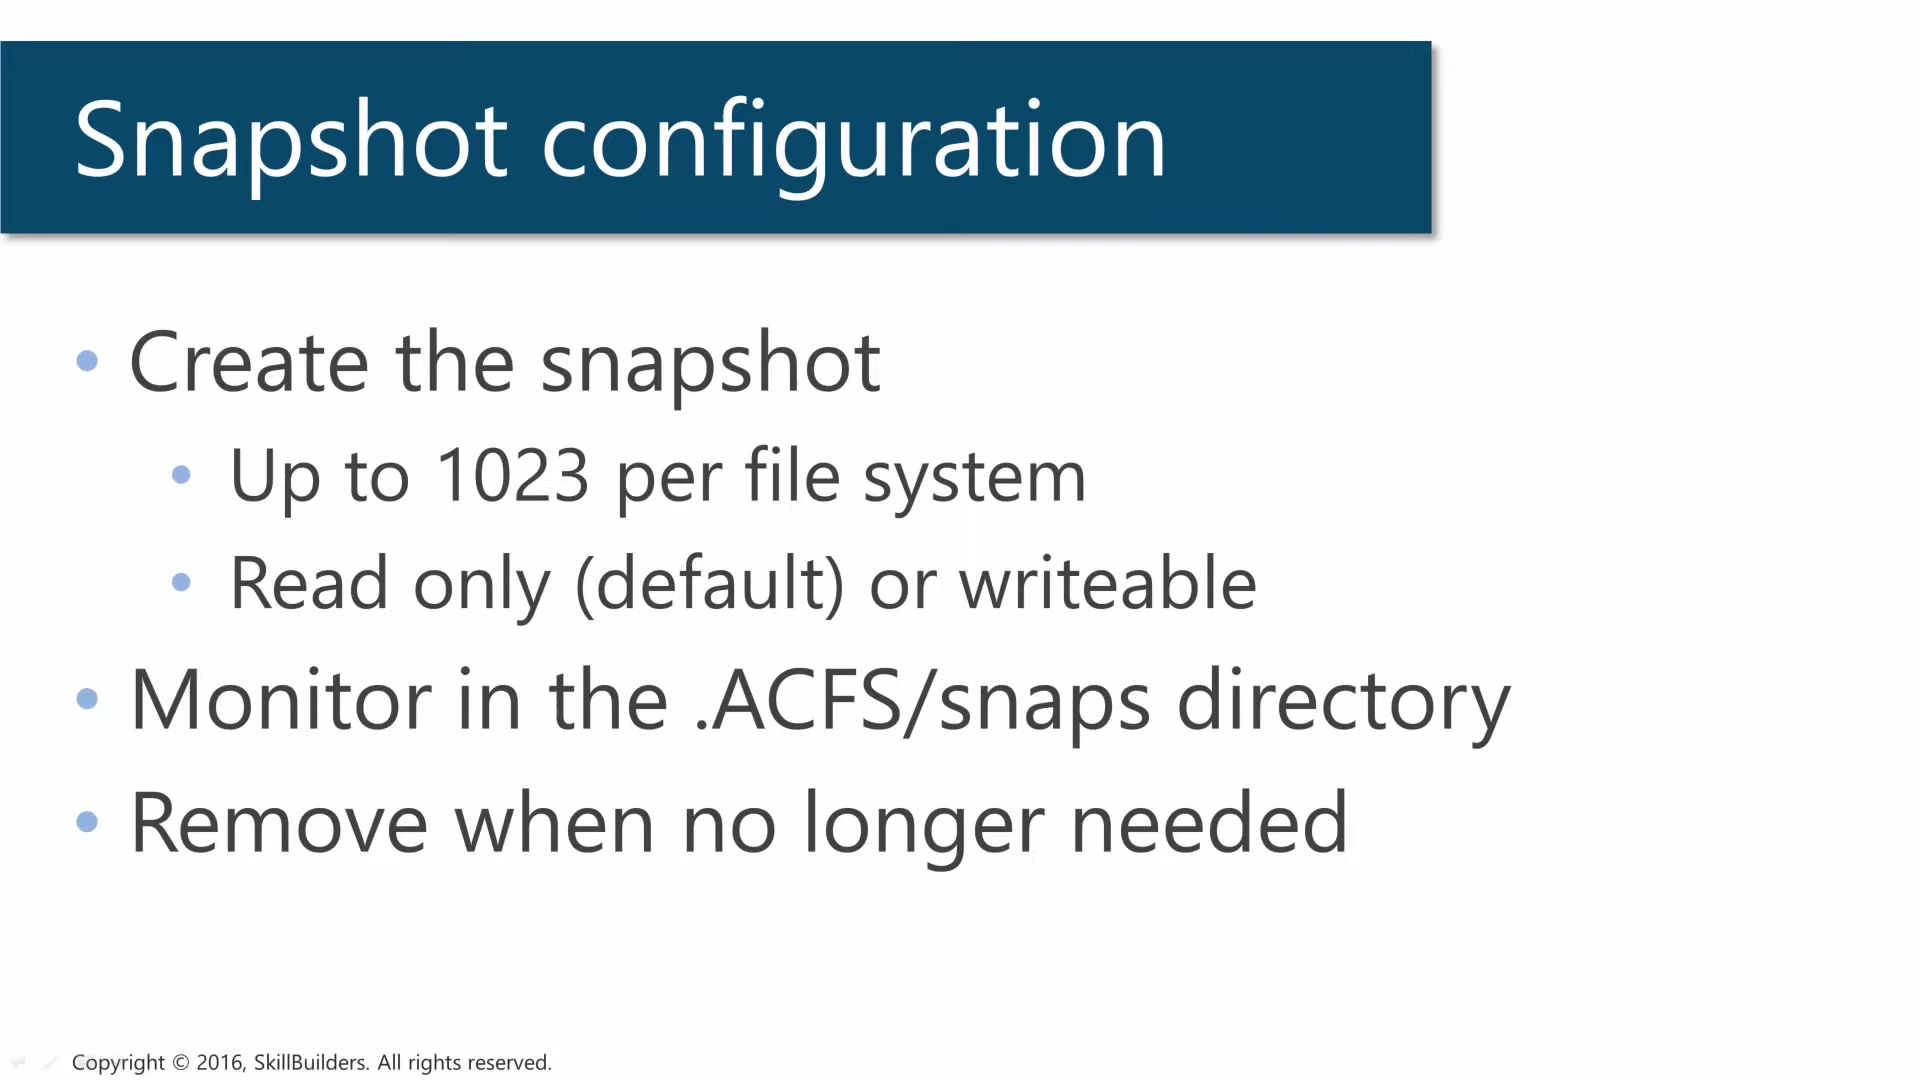 Snapshot configuration
• Create the snapshot
• Up to 1023 per file system
• Read only (default) or writeable
• Monitor in the .ACFS/snaps directory
• Remove when no longer needed
Copyright © 2016, SkillBuilders. All rights reserved.